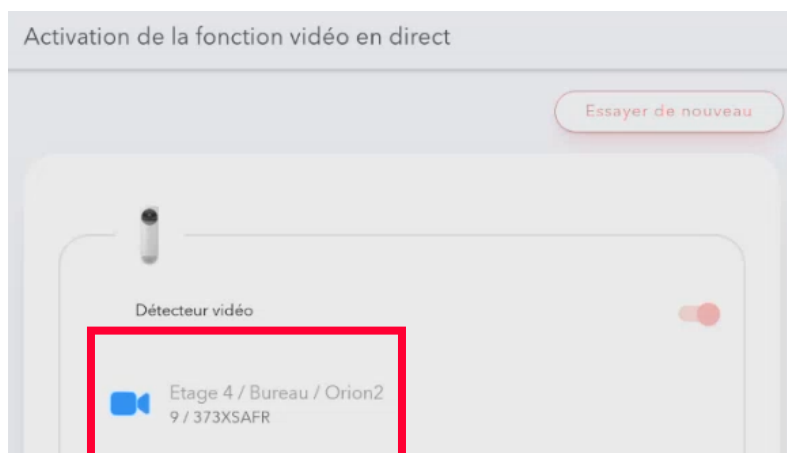 Activation de la fonction vidéo en direct
Essayer de nouveau
Détecteur vidéo
Etage 4 / Bureau / Orion2
9 / 373XSAFR